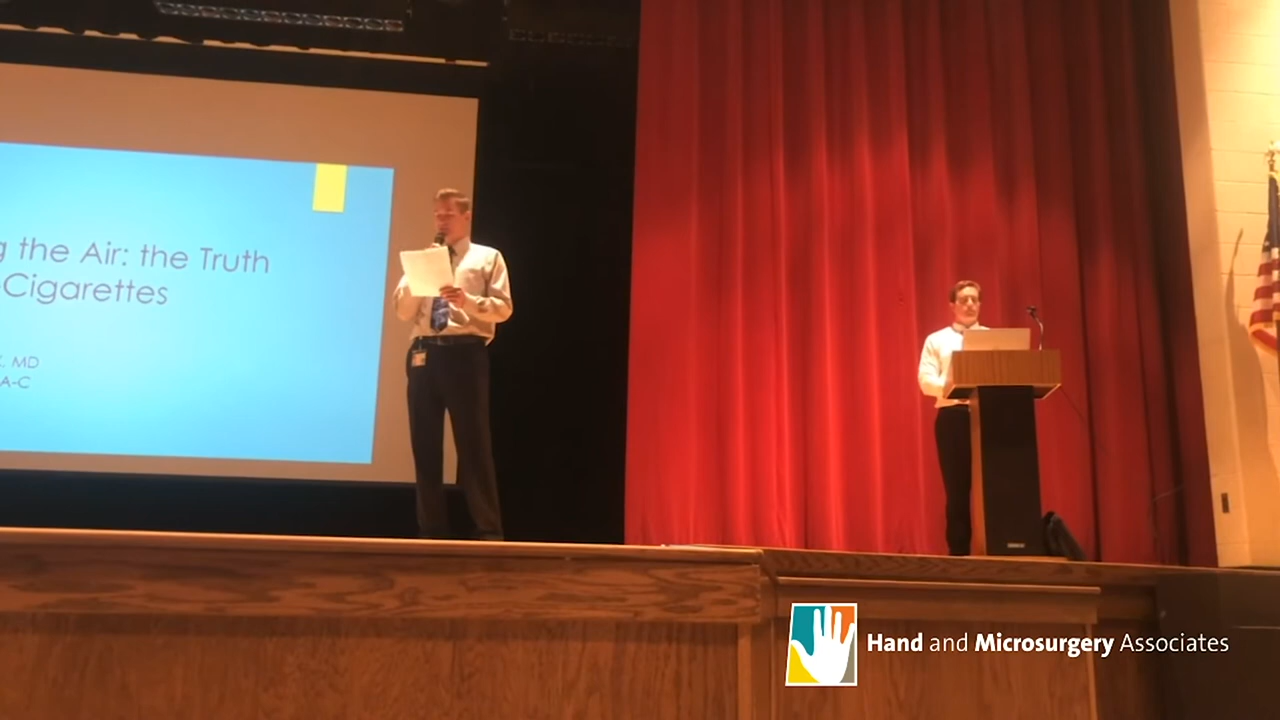 the Air: the Truth
-Cigarettes
MD
A-C
Hand and Microsurgery Associates